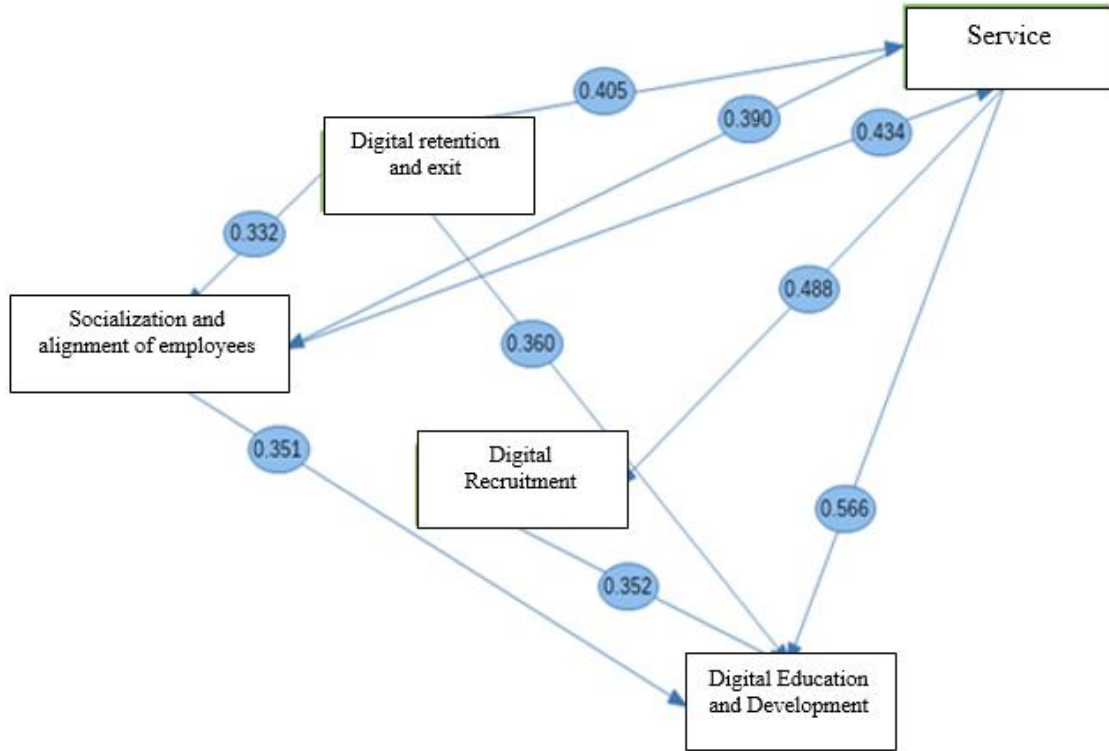 Service
0.405
0.390
0.434
Digital retention
and exit
0.332
0.488
Socialization and
alignment of employees
0.360
0.351
Digital
Recruitment
0.566
0.352
Digital Education
and Development